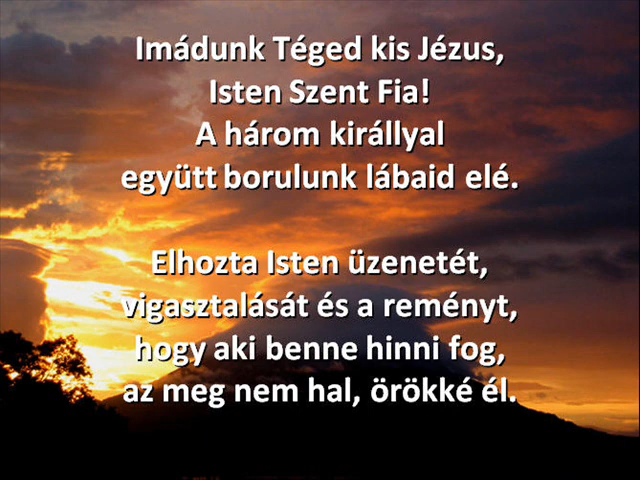 Imádunk Téged kis Jézus,
Isten Szent Fia!
A három királlyal
együtt borulunk lábaid elé.
Elhozta Isten üzenetét,
vigasztalását és a reményt,
hogy aki benne hinni fog,
az meg nem hal, örökké él.